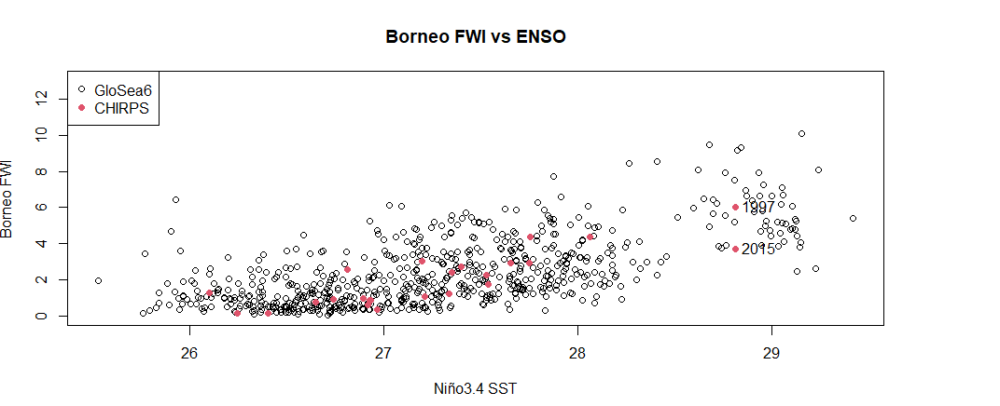 Borneo FWI vs ENSO
GloSea6
CHIRPS
12
10
8
6
4
2
0
Borneo FWI
1997
2015
26
27
28
29
Niño3.4 SST